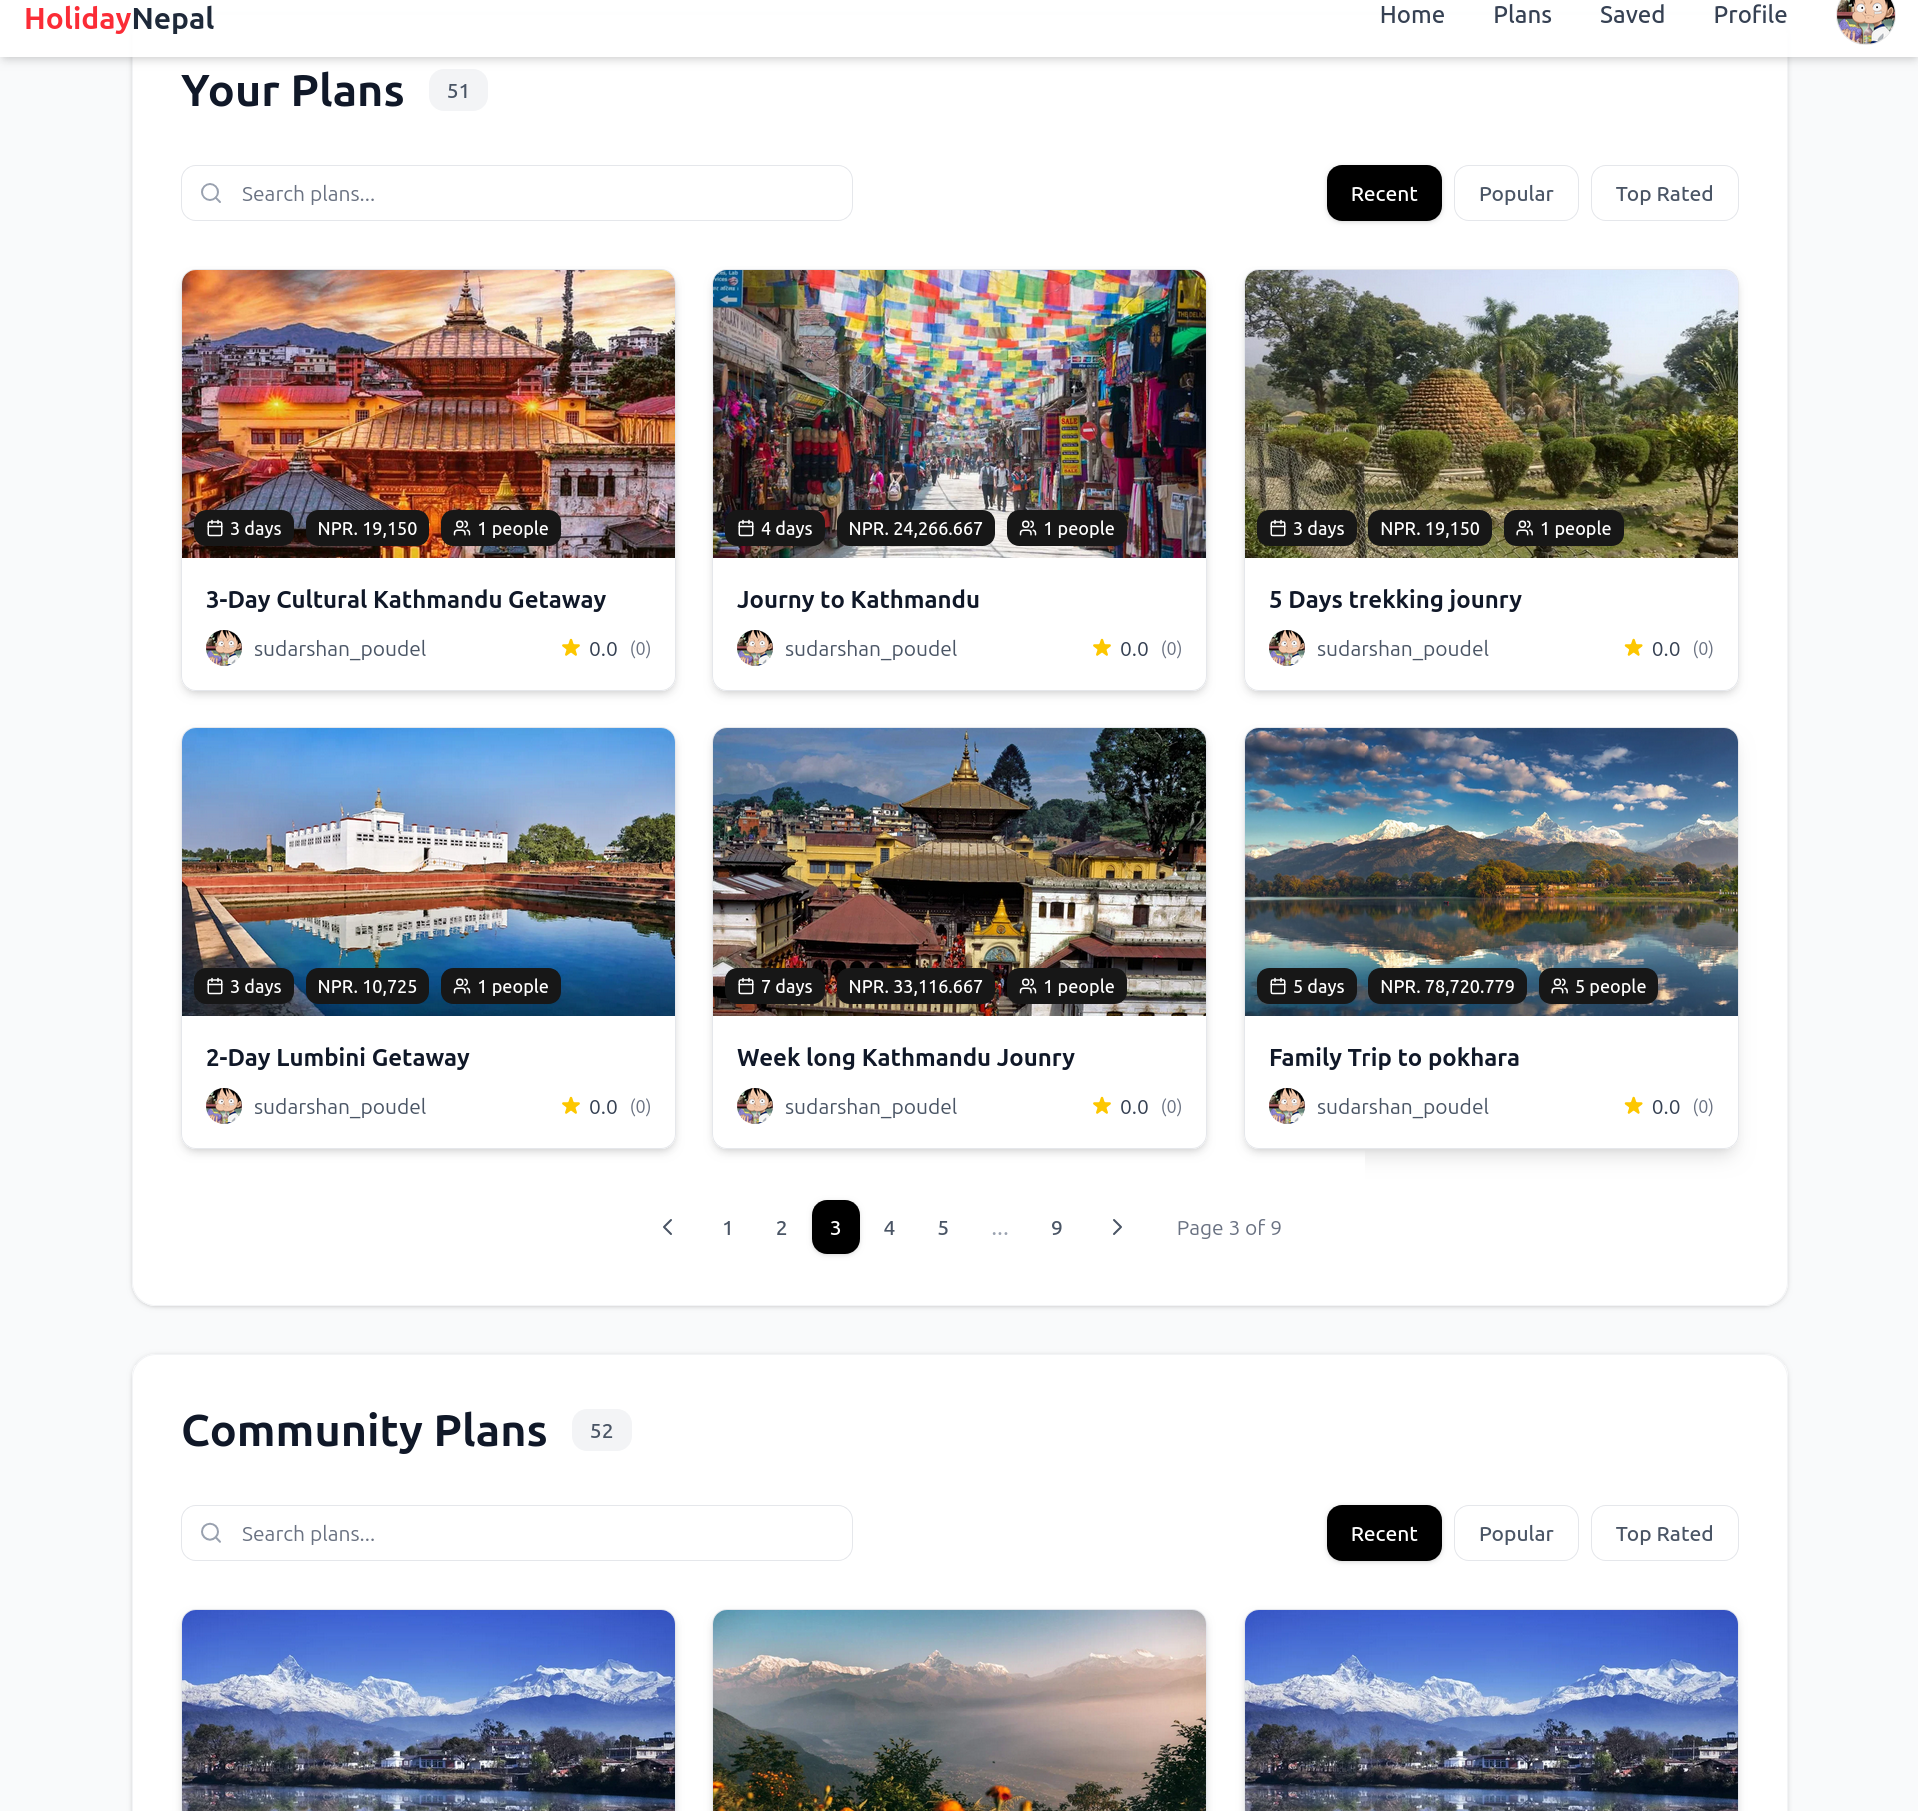 HolidayNepal
Home Plans Saved Profile
Your Plans 51
Search plans...
Recent Popular Top Rated
SALE
3 days NPR. 19,150 1 people
4 days NPR. 24,266.667 1 people
3 days NPR. 19,150 1 people
3-Day Cultural Kathmandu Getaway
sudarshan_poudel 0.0 (0)
Journy to Kathmandu
sudarshan_poudel 0.0 (0)
5 Days trekking jounry
sudarshan_poudel 0.0 (0)
3 days NPR. 10,725 1 people
7 days NPR. 33,116.667 1 people
5 days NPR. 78,720.779 5 people
2-Day Lumbini Getaway
sudarshan_poudel 0.0 (0)
Week long Kathmandu Jounry
sudarshan_poudel 0.0 (0)
Family Trip to pokhara
sudarshan_poudel 0.0 (0)
1 2 3 4 5 ... 9 Page 3 of 9
Community Plans 52
Search plans...
Recent Popular Top Rated